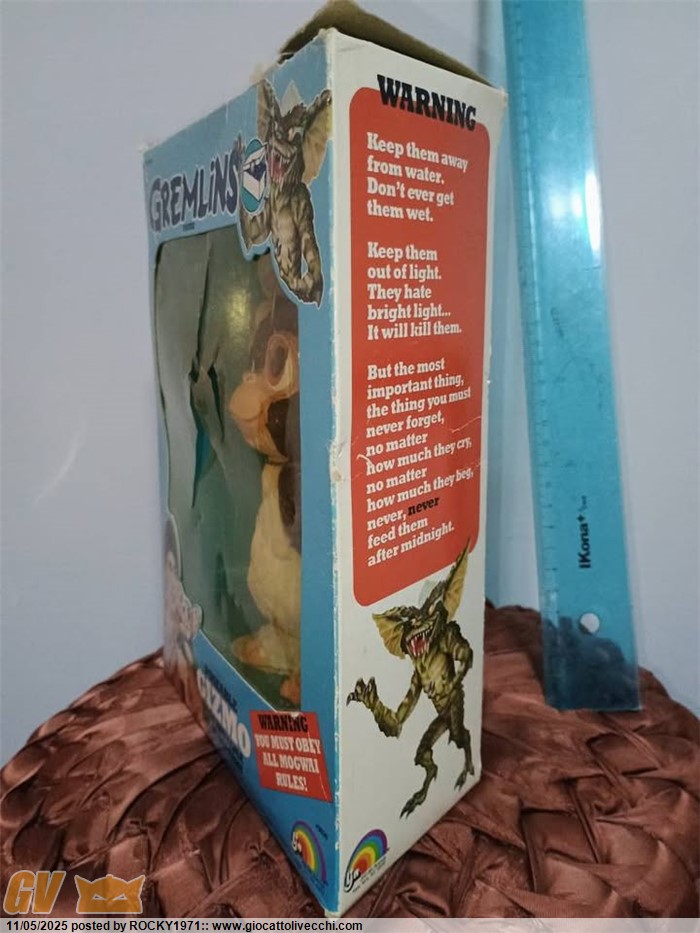 WARNING
Keep them away
from water.
Don't ever get
them wet.
Keep them
out of light.
They hate
bright light...
It will kill them.
But the most
important thing,
the thing you must
never forget,
no matter
how much they cry,
no matter
how much they beg,
never, never
feed them
after midnight.
GREMLINS
GIZMO
WARNING
YOU MUST OBEY
ALL MOGWAI
RULES!
LJN
iKona+
GV
11/05/2025 posted by ROCKY1971:: www.giocattolivecchi.com